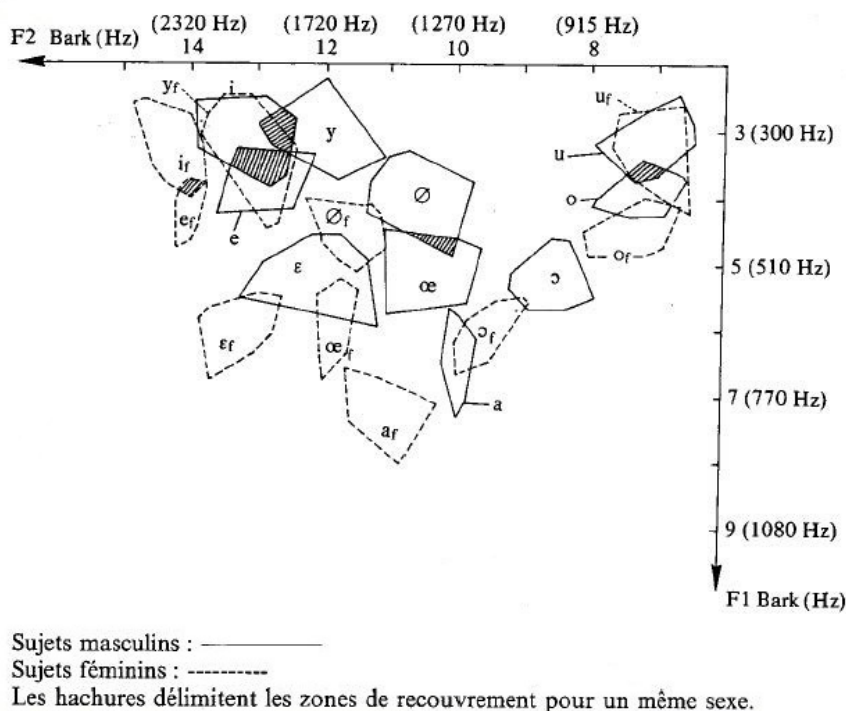 (2320 Hz) (1720 Hz) (1270 Hz) (915 Hz)
F2 Bark (Hz) 14 12 10 8
yf i uf
y
3 (300 Hz)
u
if
ø
o
ef e øf
of
ε ɔ 5 (510 Hz)
œ
εf œf ɔf
a 7 (770 Hz)
af
9 (1080 Hz)
F1 Bark (Hz)
Sujets masculins :
Sujets féminins :
Les hachures délimitent les zones de recouvrement pour un même sexe.